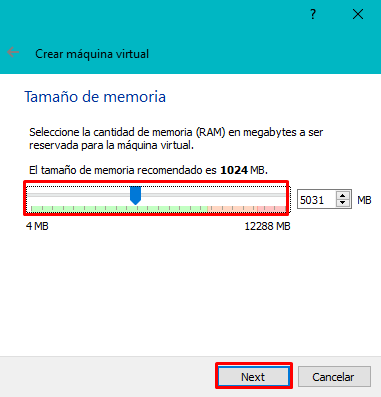 ?
Crear máquina virtual
Tamaño de memoria
Seleccione la cantidad de memoria (RAM) en megabytes a ser
reservada para la máquina virtual.
El tamaño de memoria recomendado es 1024 MB.
5031 MB
4 MB 12288 MB
Next Cancelar